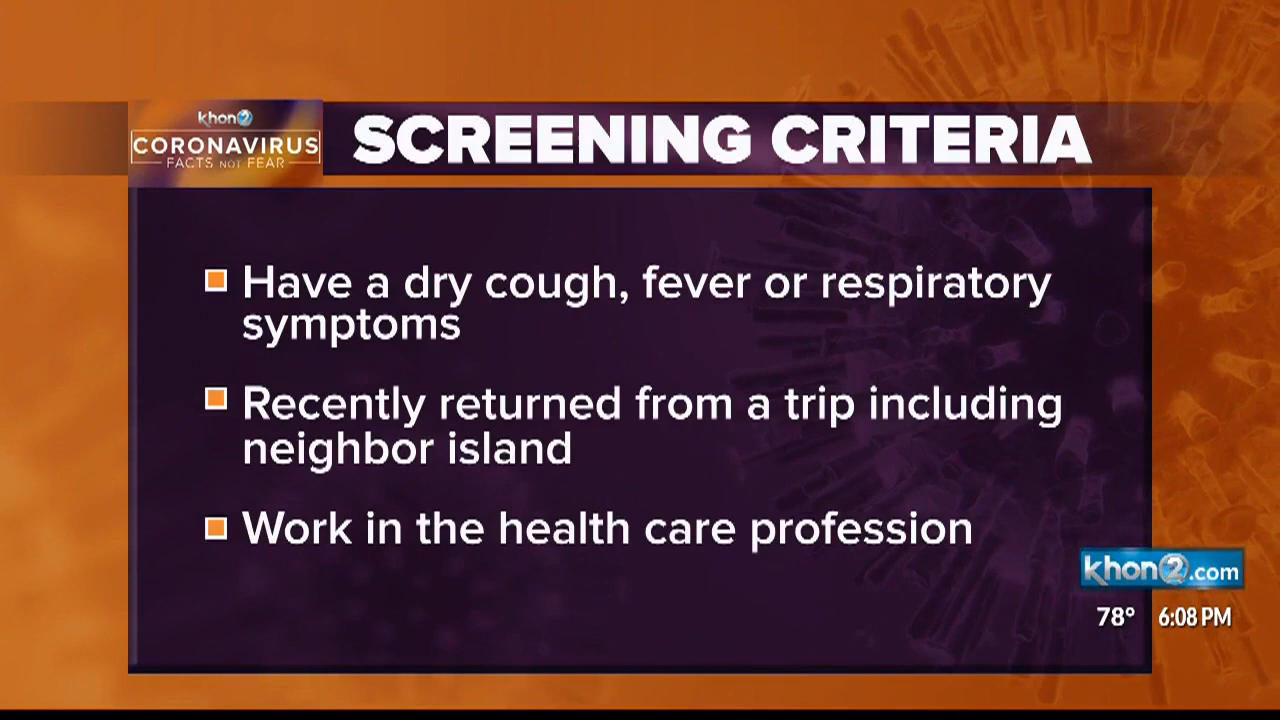 khon2
CORONAVIRUS
FACTS NOT FEAR
SCREENING CRITERIA
Have a dry cough, fever or respiratory
symptoms
Recently returned from a trip including
neighbor island
Work in the health care profession
khon2.com
78° 6:08 PM